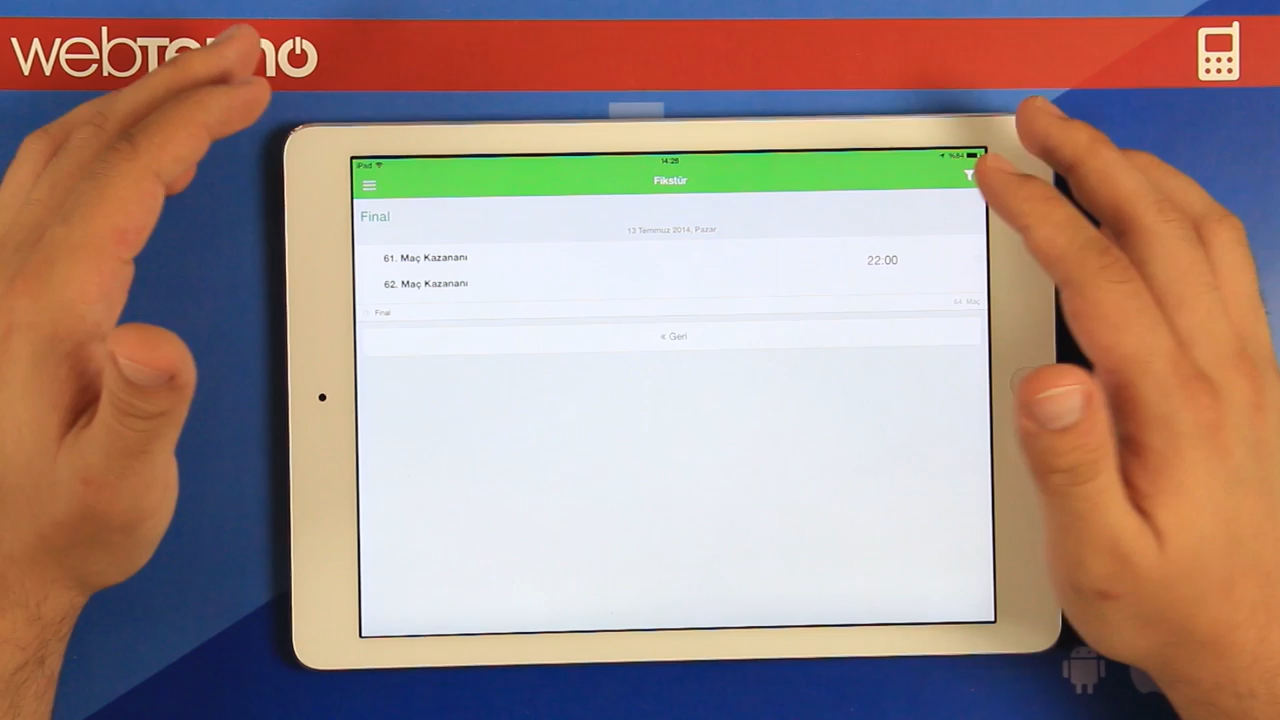 iPad
14:28
%84
Fikstür
Final
13 Temmuz 2014, Pazar
61. Maç Kazananı
22:00
62. Maç Kazananı
Final
64. Maç
« Geri